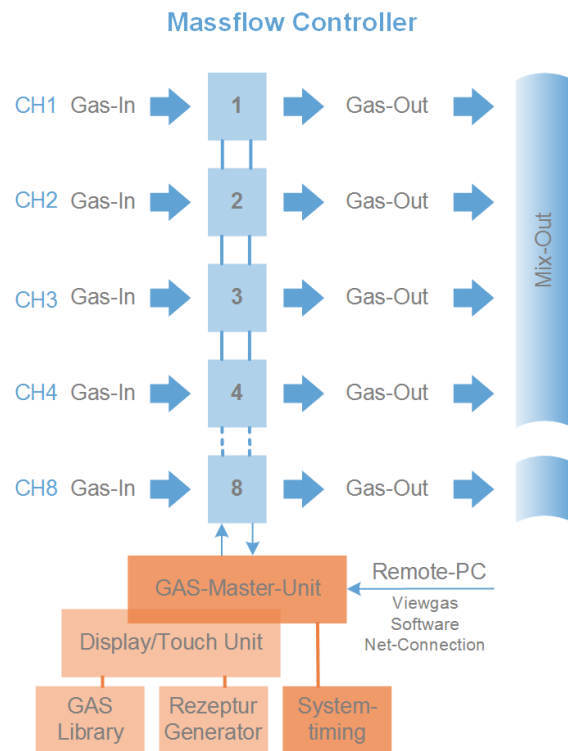 Massflow Controller
CH1 Gas-In 1 Gas-Out
CH2 Gas-In 2 Gas-Out
CH3 Gas-In 3 Gas-Out
CH4 Gas-In 4 Gas-Out
CH8 Gas-In 8 Gas-Out
Mix-Out
GAS-Master-Unit
Remote-PC
Viewgas
Software
Net-Connection
Display/Touch Unit
GAS
Library
Rezeptur
Generator
System-
timing